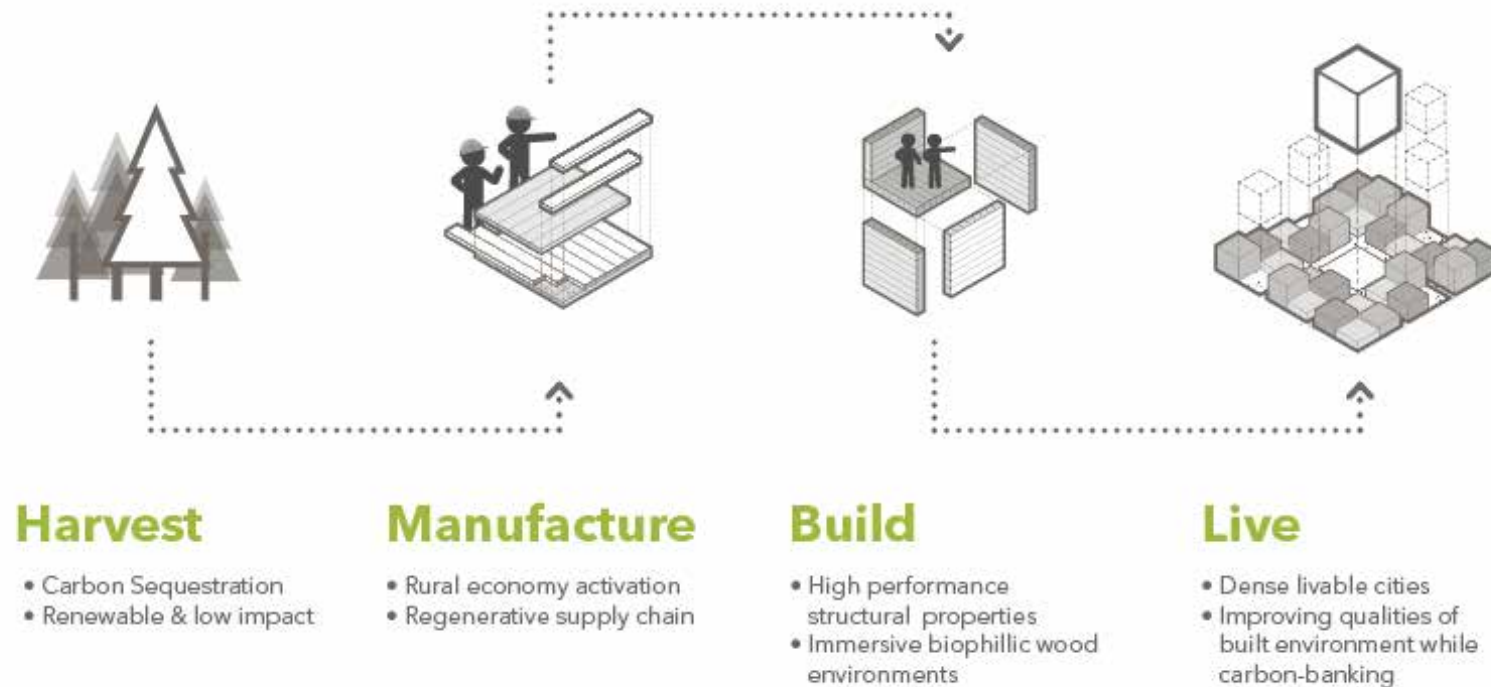 Harvest
• Carbon Sequestration
• Renewable & low impact
Manufacture
• Rural economy activation
• Regenerative supply chain
Build
• High performance
structural properties
• Immersive biophillic wood
environments
Live
• Dense livable cities
• Improving qualities of
built environment while
carbon-banking